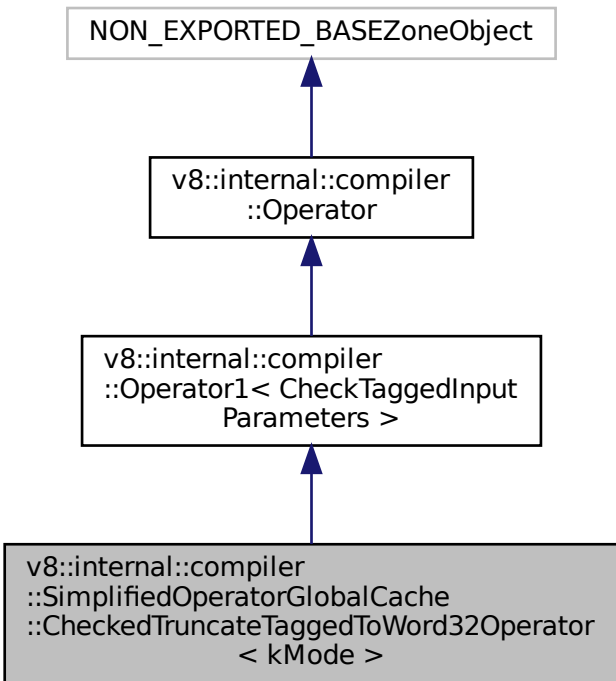 NON_EXPORTED_BASEZoneObject
v8::internal::compiler
::Operator
v8::internal::compiler
::Operator1< CheckTaggedInput
Parameters >
v8::internal::compiler
::SimplifiedOperatorGlobalCache
::CheckedTruncateTaggedToWord32Operator
< kMode >